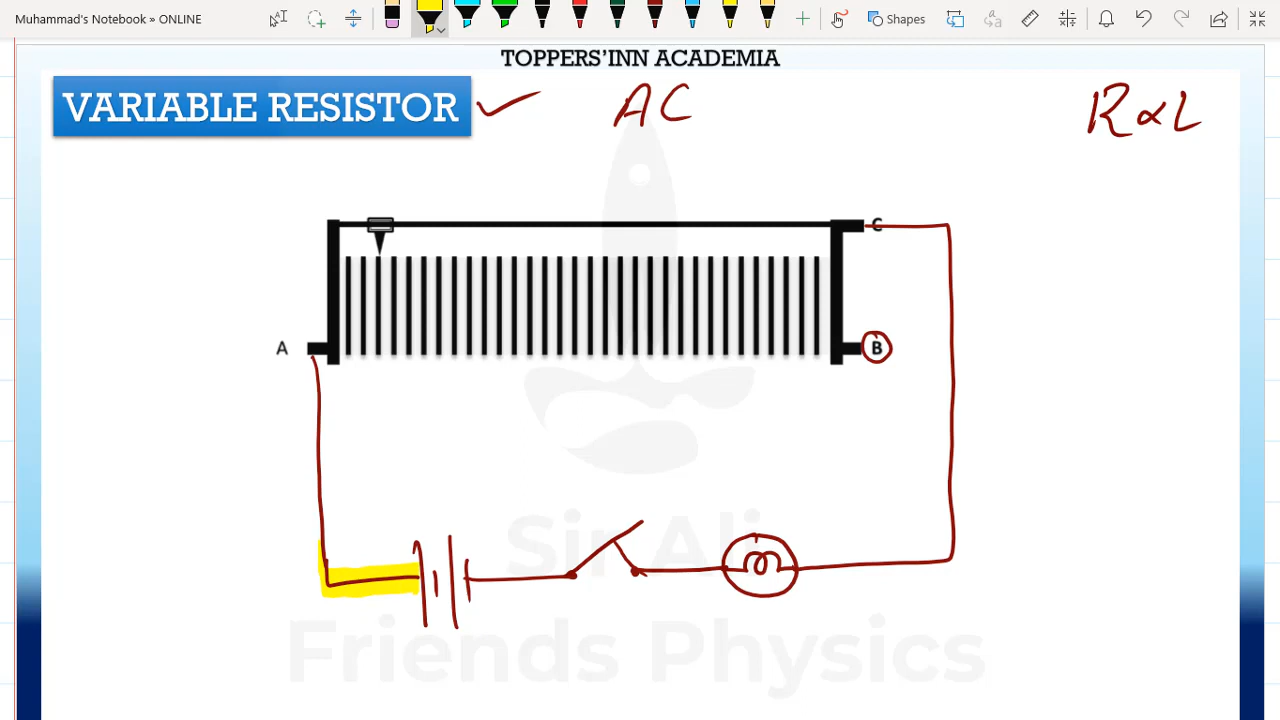 Muhammad's Notebook » ONLINE
Shapes
TOPPERS'INN ACADEMIA
VARIABLE RESISTOR
AC
R∝L
C
A
B
Sir Ali
Friends Physics